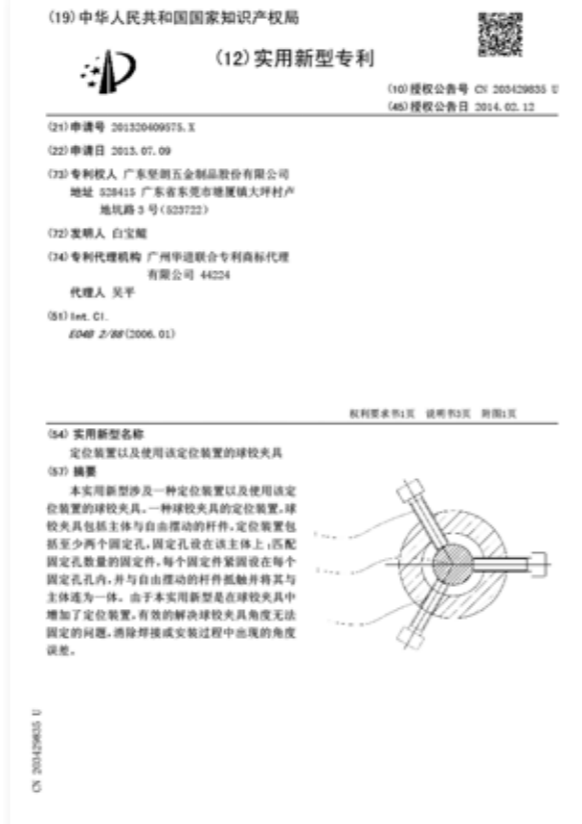 (19)中华人民共和国国家知识产权局
(12)实用新型专利
(10)授权公告号 CN 203429835 U
(45)授权公告日 2014.02.12
(21)申请号 201320409575.X
(22)申请日 2013.07.09
(73)专利权人 广东坚朗五金制品股份有限公司
地址 523415 广东省东莞市塘厦镇大坪村卢
地坑路3号(523722)
(72)发明人 白宝鲲
(74)专利代理机构 广州华进联合专利商标代理
有限公司 44224
代理人 吴平
(51)Int.Cl.
E04B 2/88(2006.01)
权利要求书1页 说明书3页 附图1页
(54)实用新型名称
定位装置以及使用该定位装置的球铰夹具
(57)摘要
本实用新型涉及一种定位装置以及使用该定
位装置的球铰夹具。一种球铰夹具的定位装置,球
铰夹具包括主体与自由摆动的杆件,定位装置包
括至少两个固定孔,固定孔设在该主体上;匹配
固定孔数量的固定件,每个固定件紧固设在每个
固定孔孔内,并与自由摆动的杆件抵触并将其与
主体连为一体。由于本实用新型是在球铰夹具中
增加了定位装置,有效的解决球铰夹具角度无法
固定的问题,消除焊接或安装过程中出现的角度
误差。
CN 203429835 U